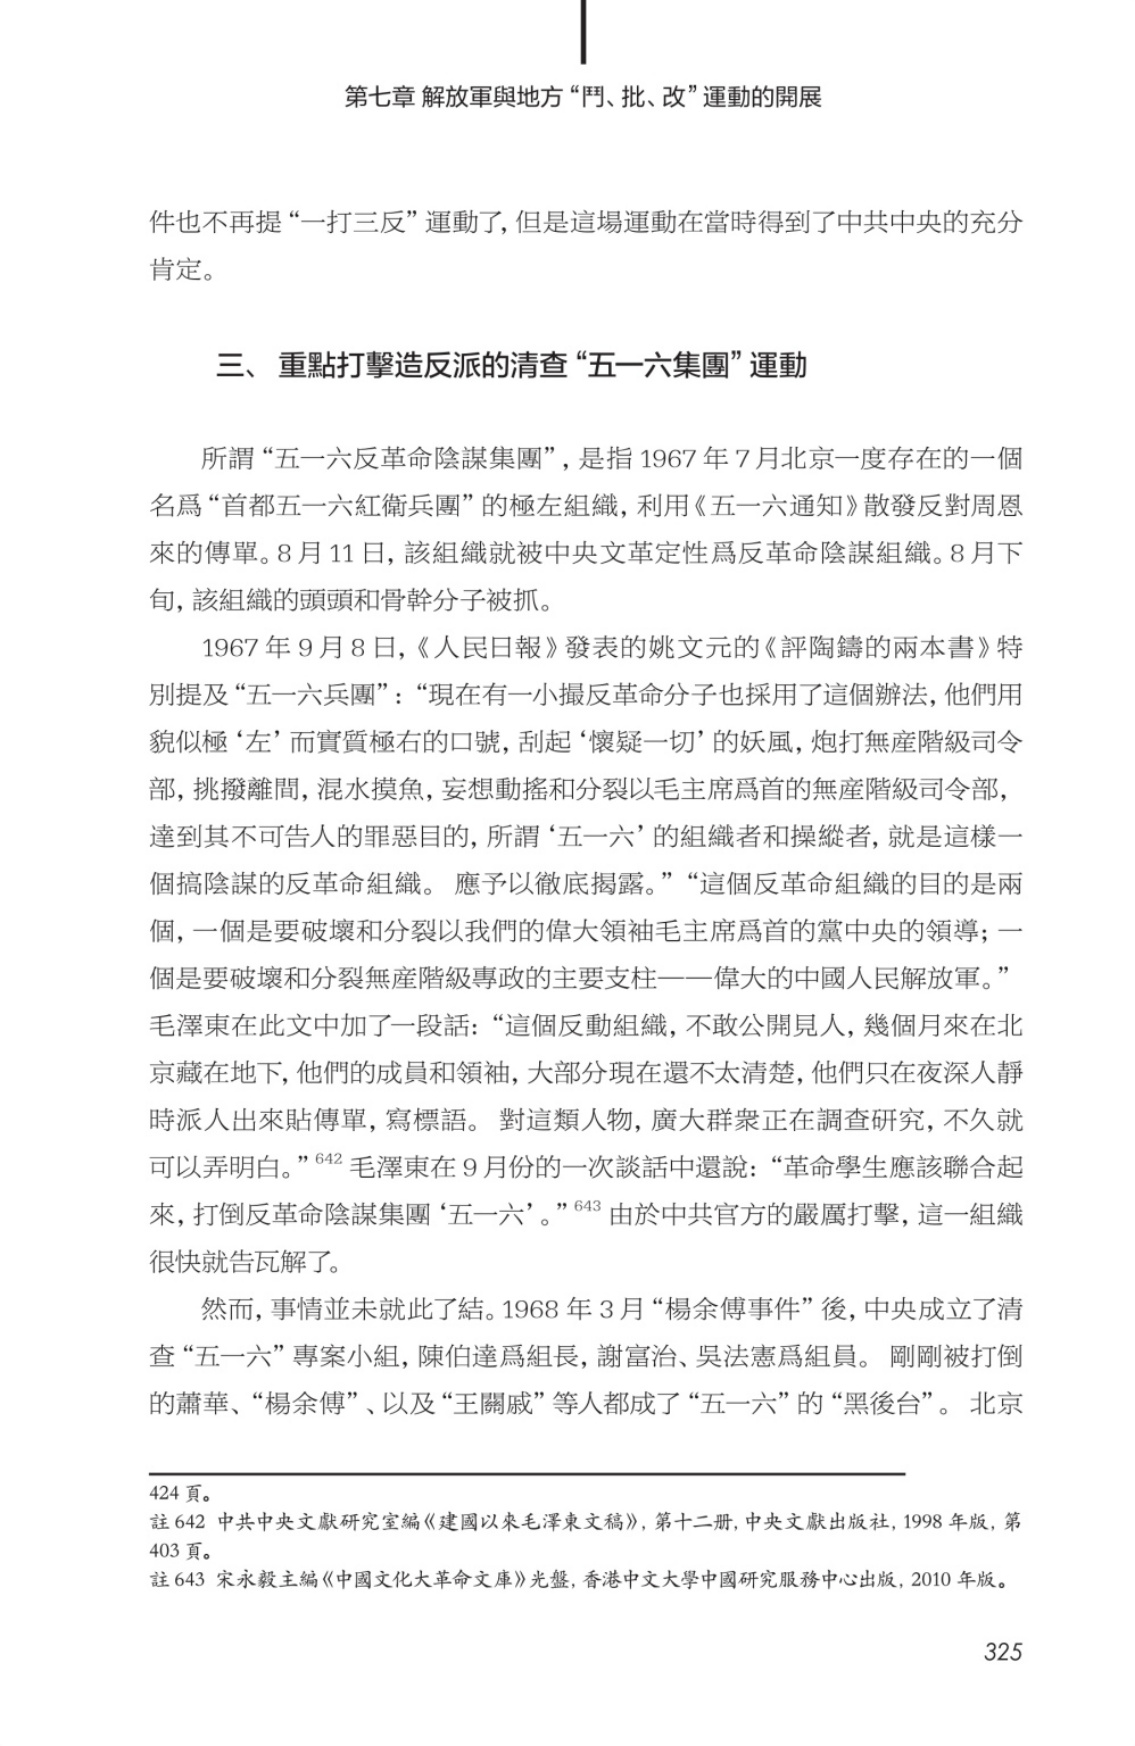 第七章 解放軍與地方“鬥、批、改”運動的開展
件也不再提“一打三反”運動了，但是這場運動在當時得到了中共中央的充分
肯定。
三、 重點打擊造反派的清查“五一六集團”運動
所謂“五一六反革命陰謀集團”，是指 1967 年 7 月北京一度存在的一個
名爲“首都五一六紅衛兵團”的極左組織，利用《五一六通知》散發反對周恩
來的傳單。8 月 11 日，該組織就被中央文革定性爲反革命陰謀組織。8 月下
旬，該組織的頭頭和骨幹分子被抓。
1967 年 9 月 8 日，《人民日報》發表的姚文元的《評陶鑄的兩本書》特
別提及“五一六兵團”：“現在有一小撮反革命分子也採用了這個辦法，他們用
貌似極‘左’而實質極右的口號，刮起‘懷疑一切’的妖風，炮打無産階級司令
部，挑撥離間，混水摸魚，妄想動搖和分裂以毛主席爲首的無産階級司令部，
達到其不可告人的罪惡目的，所謂‘五一六’的組織者和操縱者，就是這樣一
個搞陰謀的反革命組織。 應予以徹底揭露。”“這個反革命組織的目的是兩
個，一個是要破壞和分裂以我們的偉大領袖毛主席爲首的黨中央的領導；一
個是要破壞和分裂無産階級專政的主要支柱——偉大的中國人民解放軍。”
毛澤東在此文中加了一段話：“這個反動組織，不敢公開見人，幾個月來在北
京藏在地下，他們的成員和領袖，大部分現在還不太清楚，他們只在夜深人靜
時派人出來貼傳單，寫標語。 對這類人物，廣大群衆正在調查研究，不久就
可以弄明白。”642 毛澤東在 9 月份的一次談話中還說：“革命學生應該聯合起
來，打倒反革命陰謀集團‘五一六’。”643 由於中共官方的嚴厲打擊，這一組織
很快就告瓦解了。
然而，事情並未就此了結。1968 年 3 月“楊余傅事件”後，中央成立了清
查“五一六”專案小組，陳伯達爲組長，謝富治、吳法憲爲組員。 剛剛被打倒
的蕭華、“楊余傅”、以及“王關戚”等人都成了“五一六”的“黑後台”。 北京
424 頁。
註 642 中共中央文獻研究室編《建國以來毛澤東文稿》，第十二册，中央文獻出版社，1998 年版，第
403 頁。
註 643 宋永毅主編《中國文化大革命文庫》光盤，香港中文大學中國研究服務中心出版，2010 年版。
325